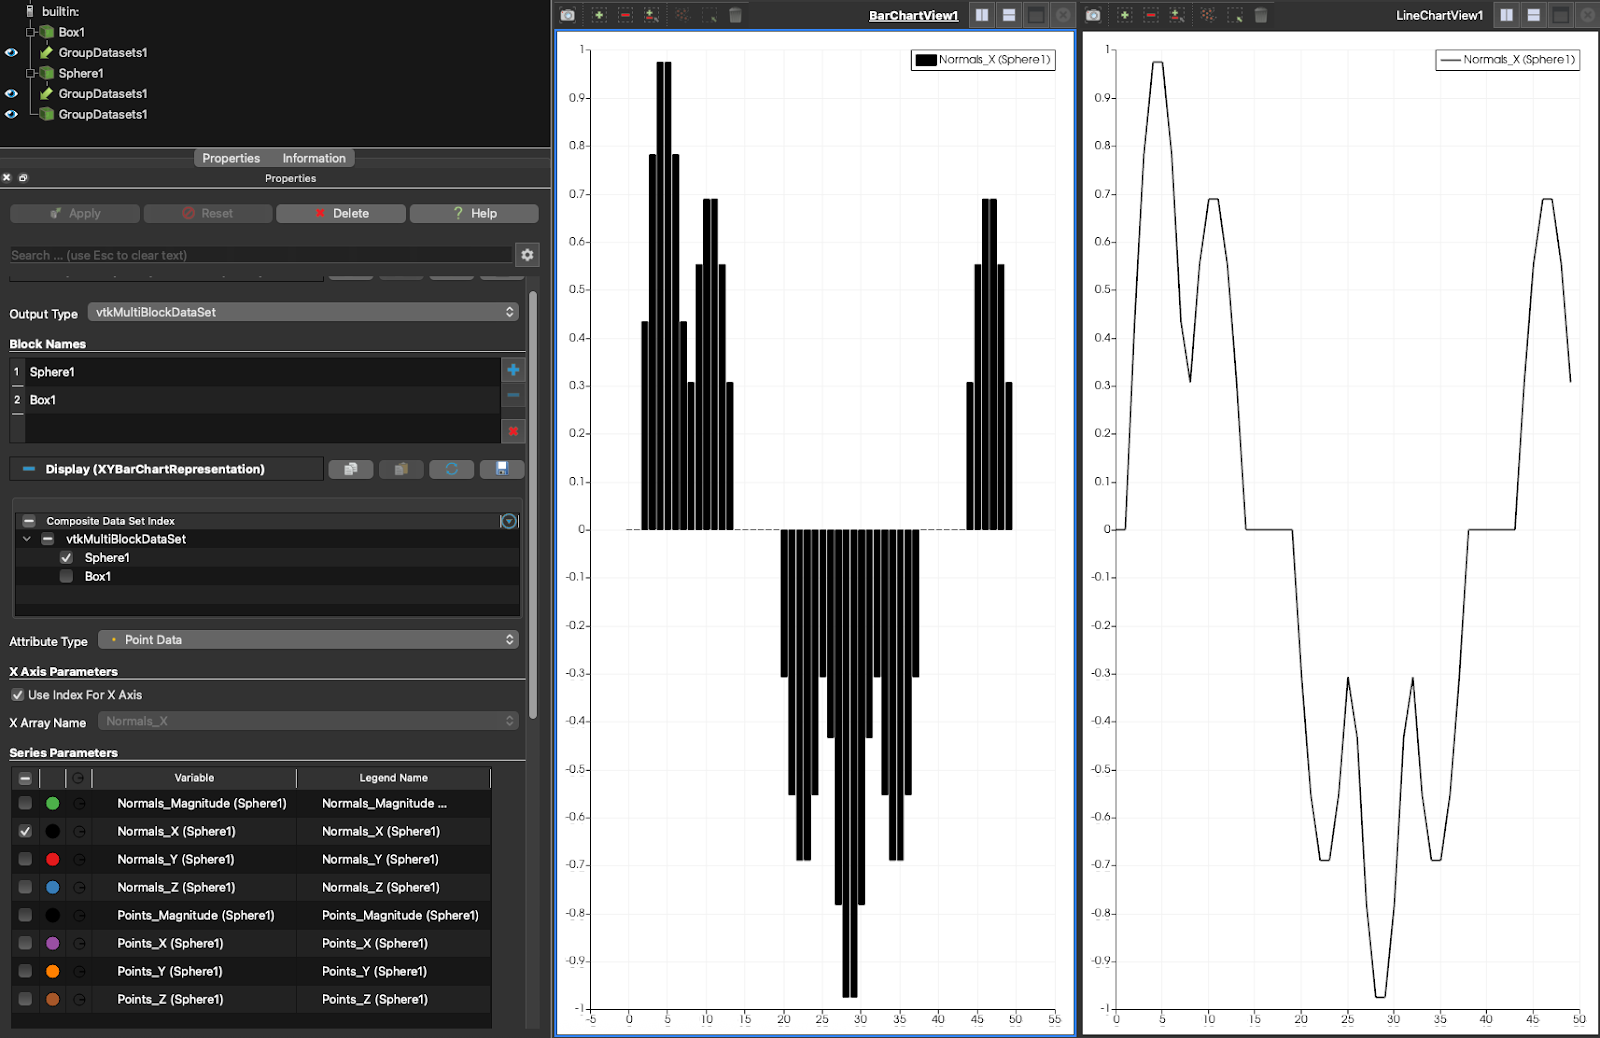 builtin:
Box1
GroupDatasets1
Sphere1
GroupDatasets1
GroupDatasets1
Properties Information
Properties
Apply Reset Delete Help
Search ... (use Esc to clear text)
Output Type vtkMultiBlockDataSet
Block Names
1 Sphere1
2 Box1
Display (XYBarChartRepresentation)
Composite Data Set Index
vtkMultiBlockDataSet
Sphere1
Box1
Attribute Type Point Data
X Axis Parameters
Use Index For X Axis
X Array Name Normals_X
Series Parameters
Variable Legend Name
Normals_Magnitude (Sphere1) Normals_Magnitude ...
Normals_X (Sphere1) Normals_X (Sphere1)
Normals_Y (Sphere1) Normals_Y (Sphere1)
Normals_Z (Sphere1) Normals_Z (Sphere1)
Points_Magnitude (Sphere1) Points_Magnitude (Sphere1)
Points_X (Sphere1) Points_X (Sphere1)
Points_Y (Sphere1) Points_Y (Sphere1)
Points_Z (Sphere1) Points_Z (Sphere1)
BarChartView1
Normals_X (Sphere1)
1
0.9
0.8
0.7
0.6
0.5
0.4
0.3
0.2
0.1
0
-0.1
-0.2
-0.3
-0.4
-0.5
-0.6
-0.7
-0.8
-0.9
-1
-5 0 5 10 15 20 25 30 35 40 45 50 55
LineChartView1
Normals_X (Sphere1)
1
0.9
0.8
0.7
0.6
0.5
0.4
0.3
0.2
0.1
0
-0.1
-0.2
-0.3
-0.4
-0.5
-0.6
-0.7
-0.8
-0.9
-1
0 5 10 15 20 25 30 35 40 45 50